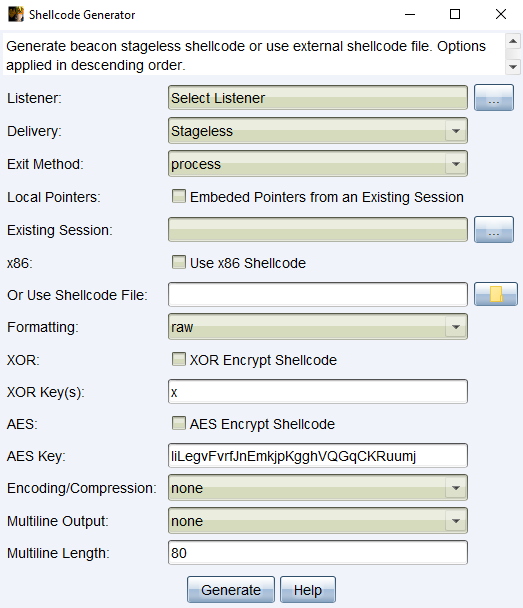 Shellcode Generator
Generate beacon stageless shellcode or use external shellcode file. Options
applied in descending order.
Listener: Select Listener ...
Delivery: Stageless
Exit Method: process
Local Pointers: Embeded Pointers from an Existing Session
Existing Session: ...
x86: Use x86 Shellcode
Or Use Shellcode File:
Formatting: raw
XOR: XOR Encrypt Shellcode
XOR Key(s): x
AES: AES Encrypt Shellcode
AES Key: liLegvFvrfJnEmkjpKgghVQGqCKRuumj
Encoding/Compression: none
Multiline Output: none
Multiline Length: 80
Generate Help